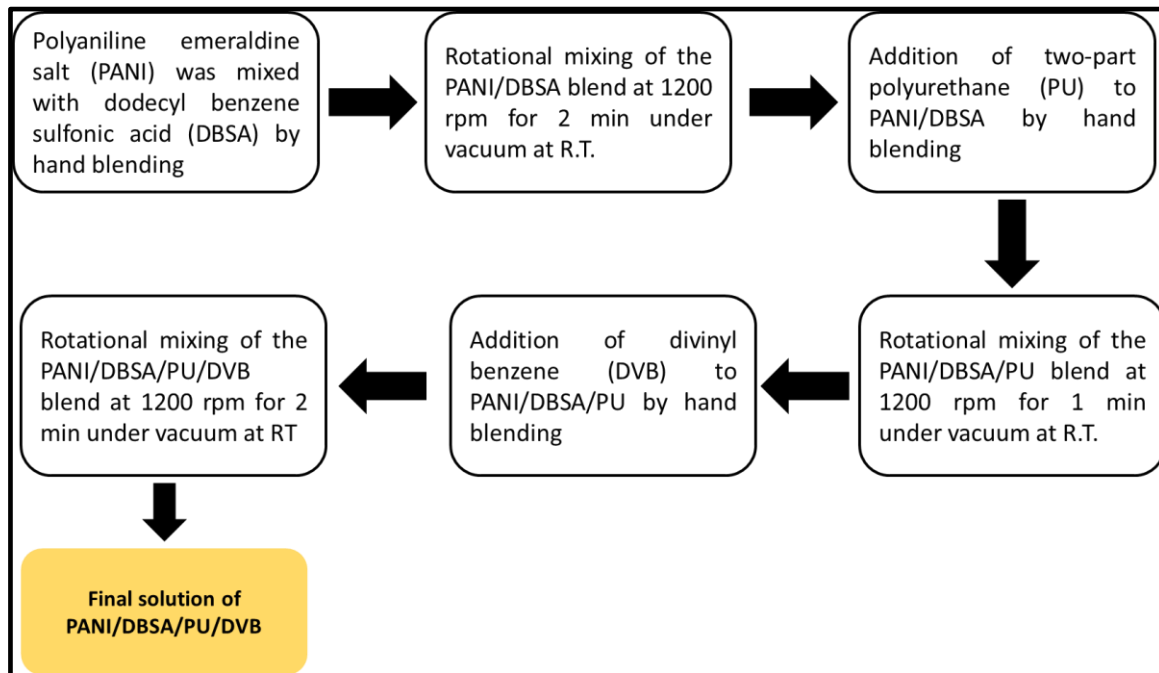 Polyaniline emeraldine
salt (PANI) was mixed
with dodecyl benzene
sulfonic acid (DBSA) by
hand blending
Rotational mixing of the
PANI/DBSA blend at 1200
rpm for 2 min under
vacuum at R.T.
Addition of two-part
polyurethane (PU) to
PANI/DBSA by hand
blending
Rotational mixing of the
PANI/DBSA/PU blend at
1200 rpm for 1 min
under vacuum at R.T.
Addition of divinyl
benzene (DVB) to
PANI/DBSA/PU by hand
blending
Rotational mixing of the
PANI/DBSA/PU/DVB
blend at 1200 rpm for 2
min under vacuum at RT
Final solution of
PANI/DBSA/PU/DVB